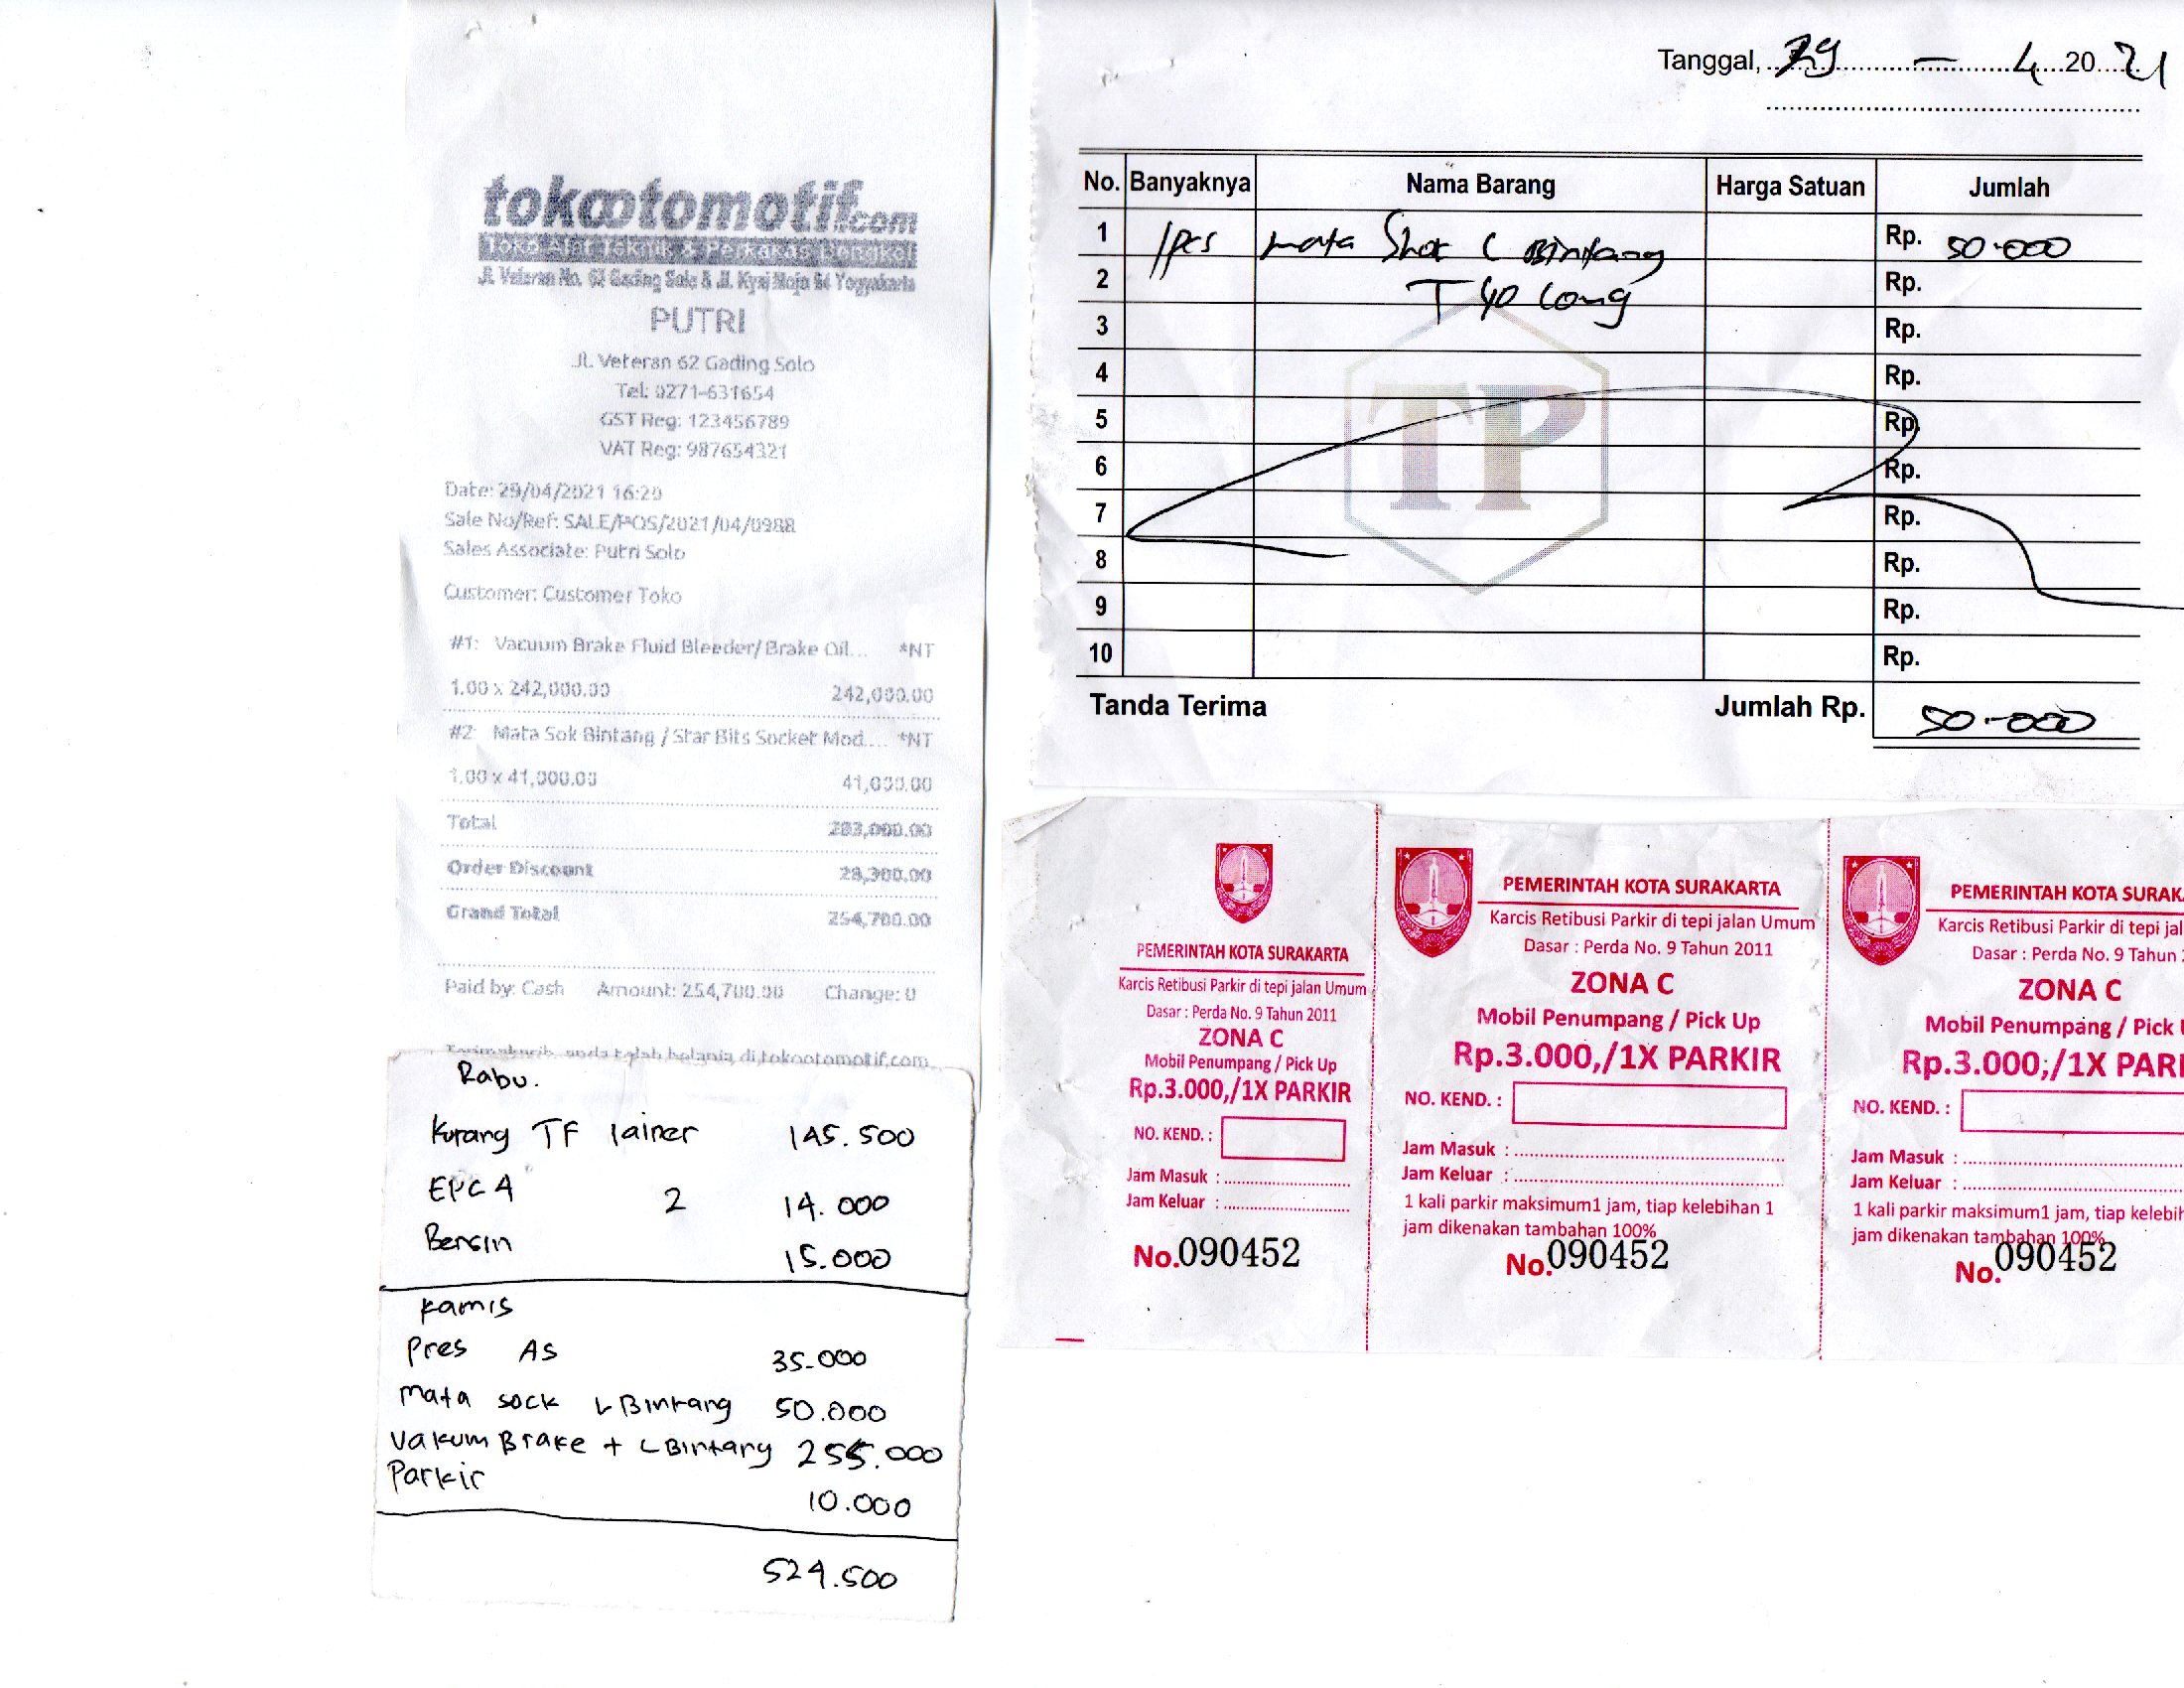 tokootomotif.com
Toko Alat Teknik & Perkakas Bengkel
Jl. Veteran No. 62 Gading Solo & Jl. Kyai Mojo 64 Yogyakarta
PUTRI
Jl. Veteran 62 Gading Solo
Tel: 0271-631654
GST Reg: 123456789
VAT Reg: 987654321
Date: 29/04/2021 16:20
Sale No/Ref: SALE/POS/2021/04/0988
Sales Associate: Putri Solo
Customer: Customer Toko
#1: Vacuum Brake Fluid Bleeder/ Brake Oil... *NT
1.00 x 242,000.00 242,000.00
#2: Mata Sok Bintang / Star Bits Socket Mod.... *NT
1.00 x 41,000.00 41,000.00
Total 283,000.00
Order Discount 28,300.00
Grand Total 254,700.00
Paid by: Cash Amount: 254,700.00 Change: 0
Terimakasih anda telah belanja di tokootomotif.com
Rabu.
Kurang TF lainer 145.500
EPC A 2 14.000
Bensin 15.000
Kamis
Pres As 35.000
Mata sock L Bintang 50.000
Vakum Brake + L Bintang 255.000
Parkir
10.000
524.500
Tanggal, 29 - 4 20 21
No. Banyaknya Nama Barang Harga Satuan Jumlah
1 1pcs mata Shok L Bintang Rp. 50.000
2 T 40 Long Rp.
3 Rp.
4 Rp.
5 Rp.
6 Rp.
7 Rp.
8 Rp.
9 Rp.
10 Rp.
TP
Tanda Terima Jumlah Rp. 50.000
PEMERINTAH KOTA SURAKARTA
Karcis Retibusi Parkir di tepi jalan Umum
Dasar : Perda No. 9 Tahun 2011
ZONA C
Mobil Penumpang / Pick Up
Rp.3.000,/1X PARKIR
NO. KEND. :
Jam Masuk :
Jam Keluar :
No.090452
PEMERINTAH KOTA SURAKARTA
Karcis Retibusi Parkir di tepi jalan Umum
Dasar : Perda No. 9 Tahun 2011
ZONA C
Mobil Penumpang / Pick Up
Rp.3.000,/1X PARKIR
NO. KEND. :
Jam Masuk :
Jam Keluar :
1 kali parkir maksimum1 jam, tiap kelebihan 1
jam dikenakan tambahan 100%
No.090452
PEMERINTAH KOTA SURAK
Karcis Retibusi Parkir di tepi jal
Dasar : Perda No. 9 Tahun
ZONA C
Mobil Penumpang / Pick
Rp.3.000;/1X PAR
NO. KEND. :
Jam Masuk :
Jam Keluar :
1 kali parkir maksimum1 jam, tiap kelebih
jam dikenakan tambahan 100%
No.090452